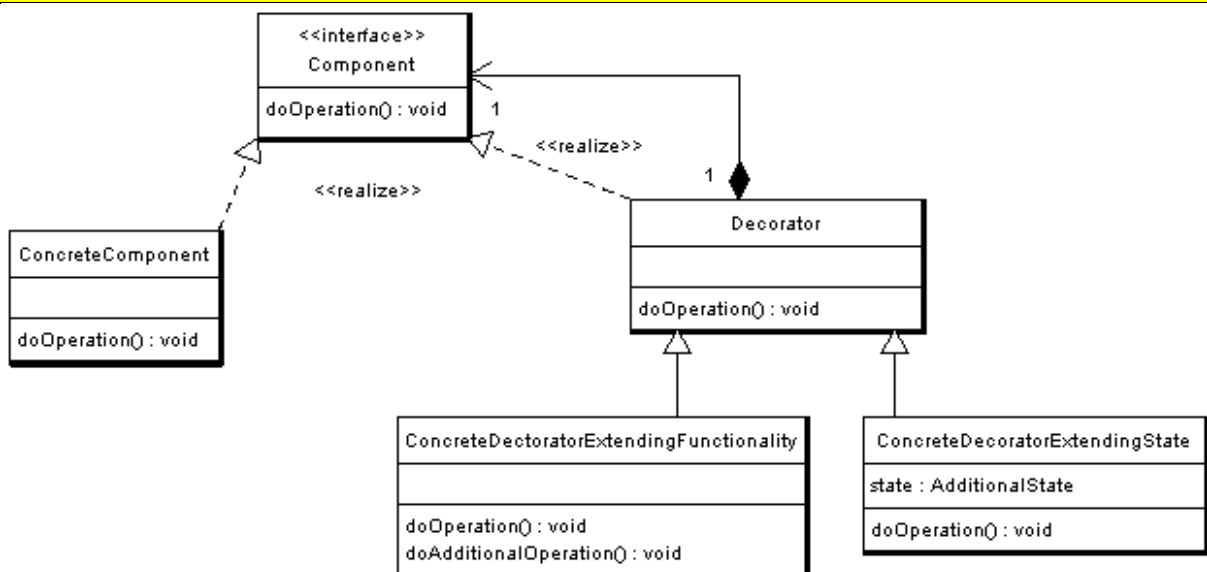 <<interface>>
Component
doOperation() : void
1
<<realize>>
<<realize>>
1
ConcreteComponent
doOperation() : void
Decorator
doOperation() : void
ConcreteDectoratorExtendingFunctionality
doOperation() : void
doAdditionalOperation() : void
ConcreteDecoratorExtendingState
state : AdditionalState
doOperation() : void